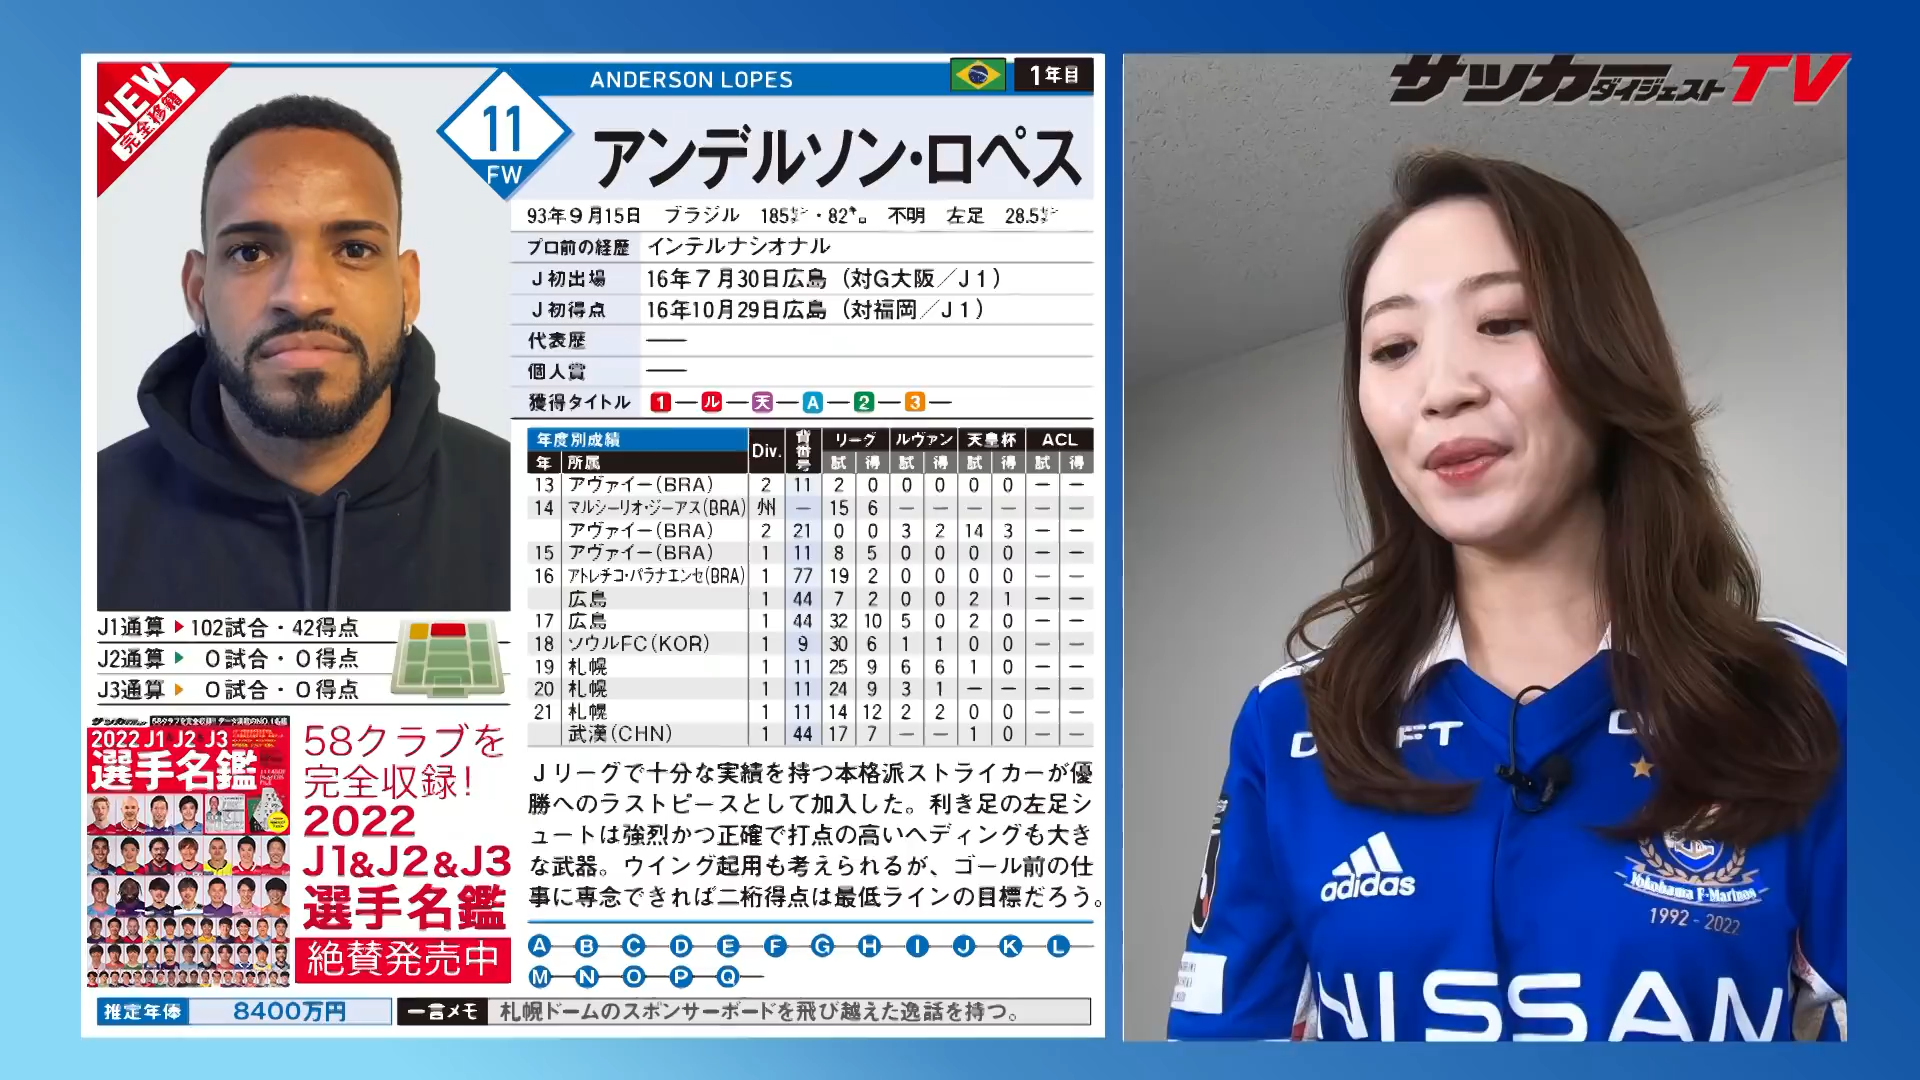 NEW
完全移籍
ANDERSON LOPES
1年目
11
FW
アンデルソン・ロペス
93年9月15日 ブラジル 185㌢・82㌔ 不明 左足 28.5㌢
プロ前の経歴 インテルナシオナル
J初出場 16年7月30日広島（対G大阪／J1）
J初得点 16年10月29日広島（対福岡／J1）
代表歴 ―
個人賞 ―
獲得タイトル 1― ル― 天― A― 2― 3―
年度別成績 Div. 背番号 リーグ ルヴァン 天皇杯 ACL
年 所属 試 得 試 得 試 得 試 得
13 アヴァイー(BRA) 2 11 2 0 0 0 0 0 － －
14 マルシーリオ・ジーアス(BRA) 州 － 15 6 － － － － － －
アヴァイー(BRA) 2 21 0 0 3 2 14 3 － －
15 アヴァイー(BRA) 1 11 8 5 0 0 0 0 － －
16 アトレチコ・パラナエンセ(BRA) 1 77 19 2 0 0 0 0 － －
広島 1 44 7 2 0 0 2 1 － －
17 広島 1 44 32 10 5 0 2 0 － －
18 ソウルFC(KOR) 1 9 30 6 1 1 0 0 － －
19 札幌 1 11 25 9 6 6 1 0 － －
20 札幌 1 11 24 9 3 1 － － － －
21 札幌 1 11 14 12 2 2 0 0 － －
武漢(CHN) 1 44 17 7 － － 1 0 － －
J1通算 ▶ 102試合・42得点
J2通算 ▶ 0試合・0得点
J3通算 ▶ 0試合・0得点
Jリーグで十分な実績を持つ本格派ストライカーが優
勝へのラストピースとして加入した。利き足の左足シ
ュートは強烈かつ正確で打点の高いヘディングも大き
な武器。ウイング起用も考えられるが、ゴール前の仕
事に専念できれば二桁得点は最低ラインの目標だろう。
A B C D E F G H I J K L
M N O P Q
2022 J1 J2 J3
選手名鑑
58クラブを
完全収録!
2022
J1&J2&J3
選手名鑑
絶賛発売中
推定年俸 8400万円
一言メモ 札幌ドームのスポンサーボードを飛び越えた逸話を持つ。
サッカーダイジェストTV
adidas
Yokohama F・Marinos
1992 - 2022
NISSAN